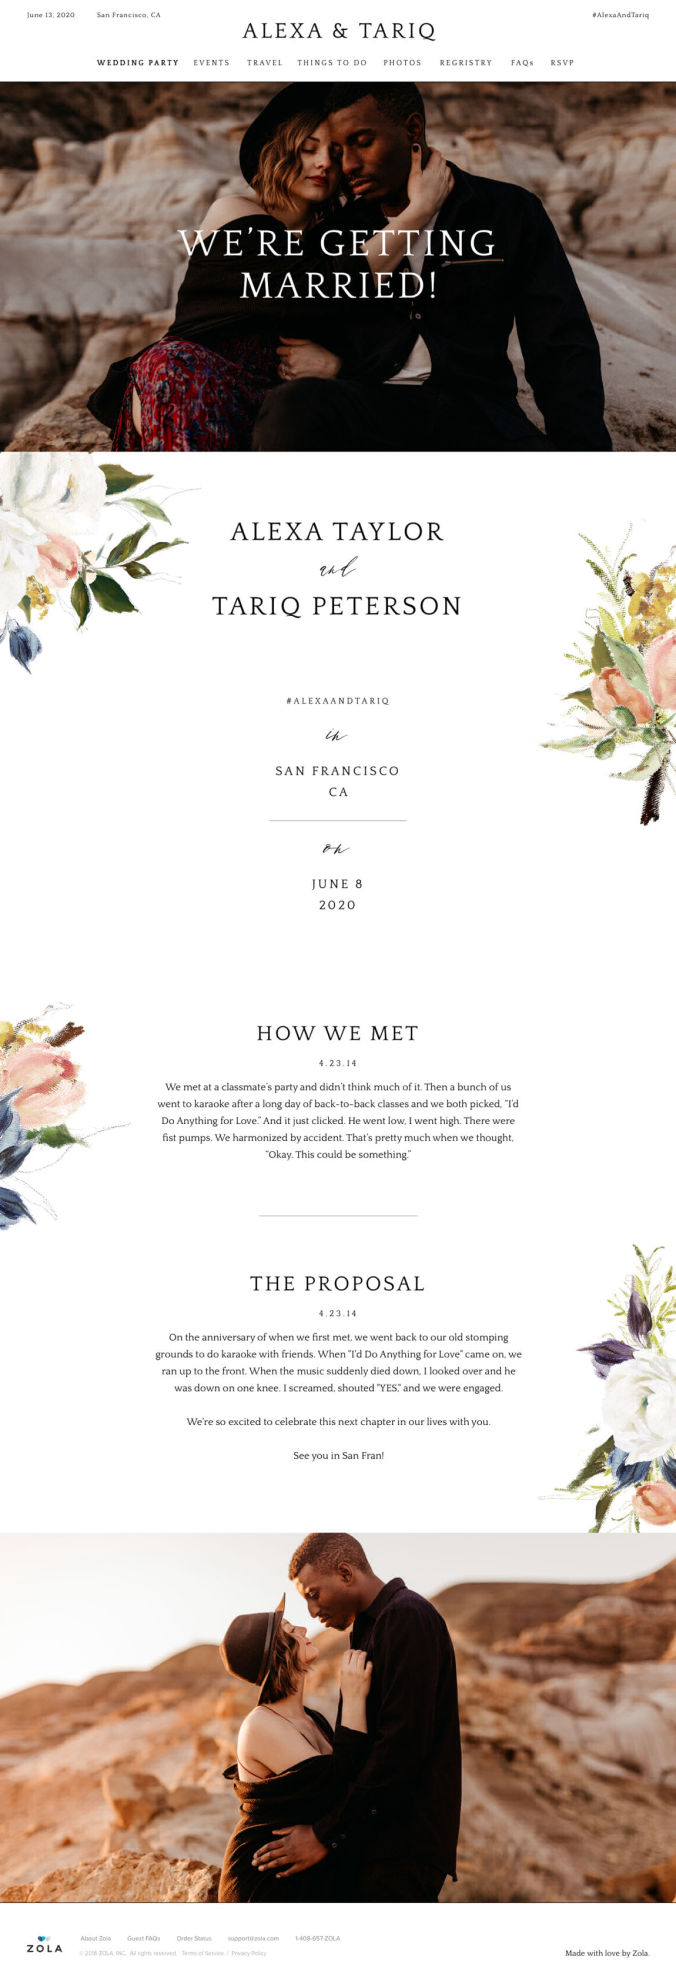 June 13, 2020 San Francisco, CA #AlexaAndTariq
ALEXA & TARIQ
WEDDING PARTY EVENTS TRAVEL THINGS TO DO PHOTOS REGRISTRY FAQs RSVP
WE'RE GETTING
MARRIED!
ALEXA TAYLOR
and
TARIQ PETERSON
#ALEXAANDTARIQ
in
SAN FRANCISCO
CA
on
JUNE 8
2020
HOW WE MET
4.23.14
We met at a classmate's party and didn't think much of it. Then a bunch of us
went to karaoke after a long day of back-to-back classes and we both picked, "I'd
Do Anything for Love." And it just clicked. He went low, I went high. There were
fist pumps. We harmonized by accident. That's pretty much when we thought,
"Okay. This could be something."
THE PROPOSAL
4.23.14
On the anniversary of when we first met, we went back to our old stomping
grounds to do karaoke with friends. When "I'd Do Anything for Love" came on, we
ran up to the front. When the music suddenly died down, I looked over and he
was down on one knee. I screamed, shouted "YES," and we were engaged.
We're so excited to celebrate this next chapter in our lives with you.
See you in San Fran!
ZOLA
About Zola Guest FAQs Order Status support@zola.com 1-408-657-ZOLA
© 2018 ZOLA, INC. All rights reserved. Terms of Service / Privacy Policy
Made with love by Zola.